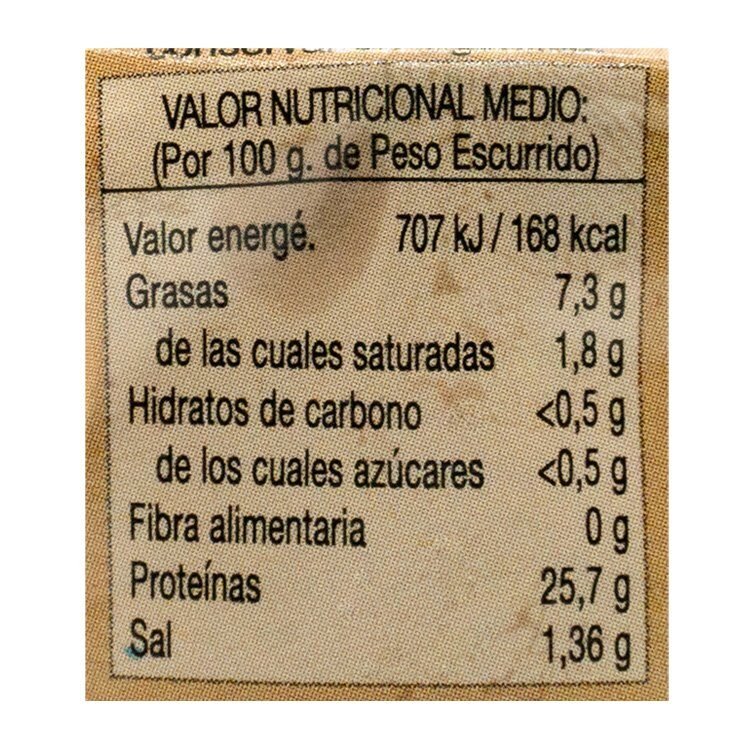 VALOR NUTRICIONAL MEDIO:
(Por 100 g. de Peso Escurrido)
Valor energé. 707 kJ / 168 kcal
Grasas 7,3 g
de las cuales saturadas 1,8 g
Hidratos de carbono <0,5 g
de los cuales azúcares <0,5 g
Fibra alimentaria 0 g
Proteínas 25,7 g
Sal 1,36 g